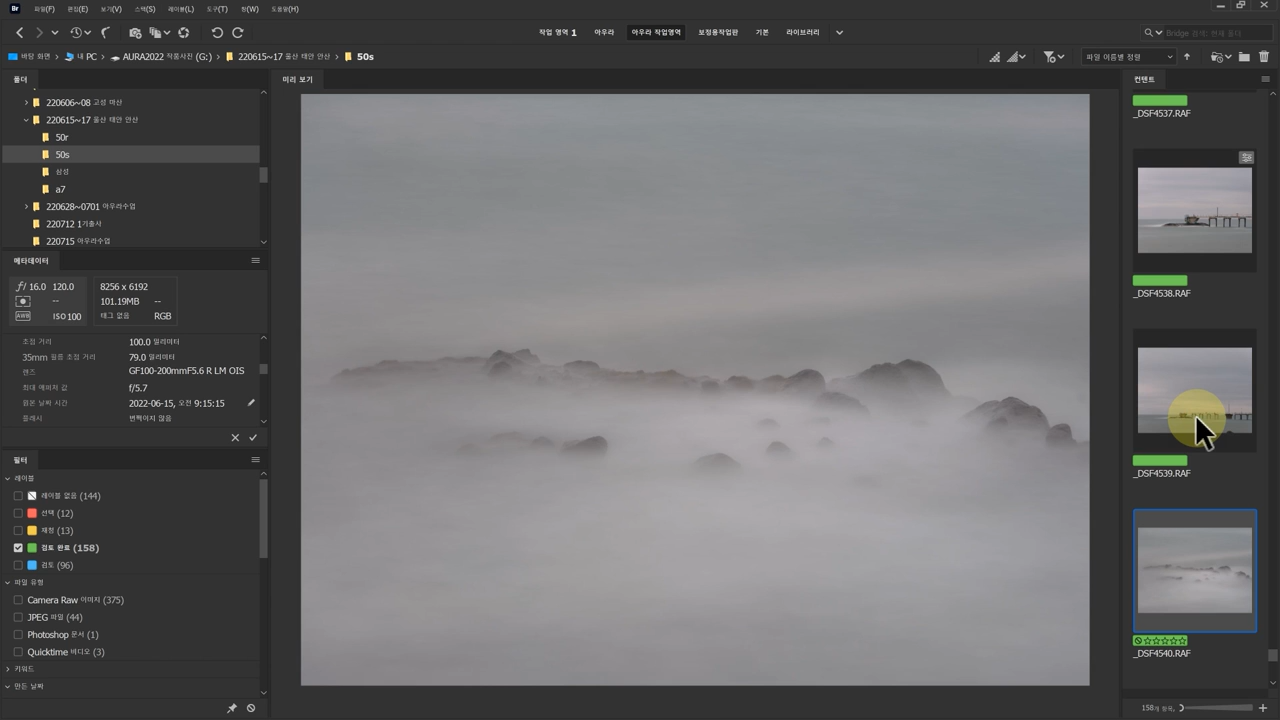 Br 파일(F) 편집(E) 보기(V) 스택(S) 레이블(L) 도구(T) 창(W) 도움말(H)
작업 영역 1 아우라 아우라 작업영역 보정용작업판 기본 라이브러리
Bridge 검색: 현재 폴더
바탕 화면 > 내 PC > AURA2022 작품사진 (G:) > 220615~17 울산 태안 안산 > 50s
파일 이름별 정렬
폴더
220606~08 고성 마산
220615~17 울산 태안 안산
50r
50s
삼성
a7
220628~0701 아우라수업
220712 1기출사
220715 아우라수업
메타데이터
f/ 16.0 120.0
--
AWB ISO100
8256 x 6192
101.19MB --
태그 없음 RGB
초점 거리 100.0 밀리미터
35mm 필름 초점 거리 79.0 밀리미터
렌즈 GF100-200mmF5.6 R LM OIS
최대 애퍼처 값 f/5.7
원본 날짜 시간 2022-06-15, 오전 9:15:15
플래시 번쩍이지 않음
필터
레이블
레이블 없음 (144)
선택 (12)
재청 (13)
검토 완료 (158)
검토 (96)
파일 유형
Camera Raw 이미지 (375)
JPEG 파일 (44)
Photoshop 문서 (1)
Quicktime 비디오 (3)
키워드
만든 날짜
미리 보기
컨텐트
_DSF4537.RAF
_DSF4538.RAF
_DSF4539.RAF
_DSF4540.RAF
158개 항목,